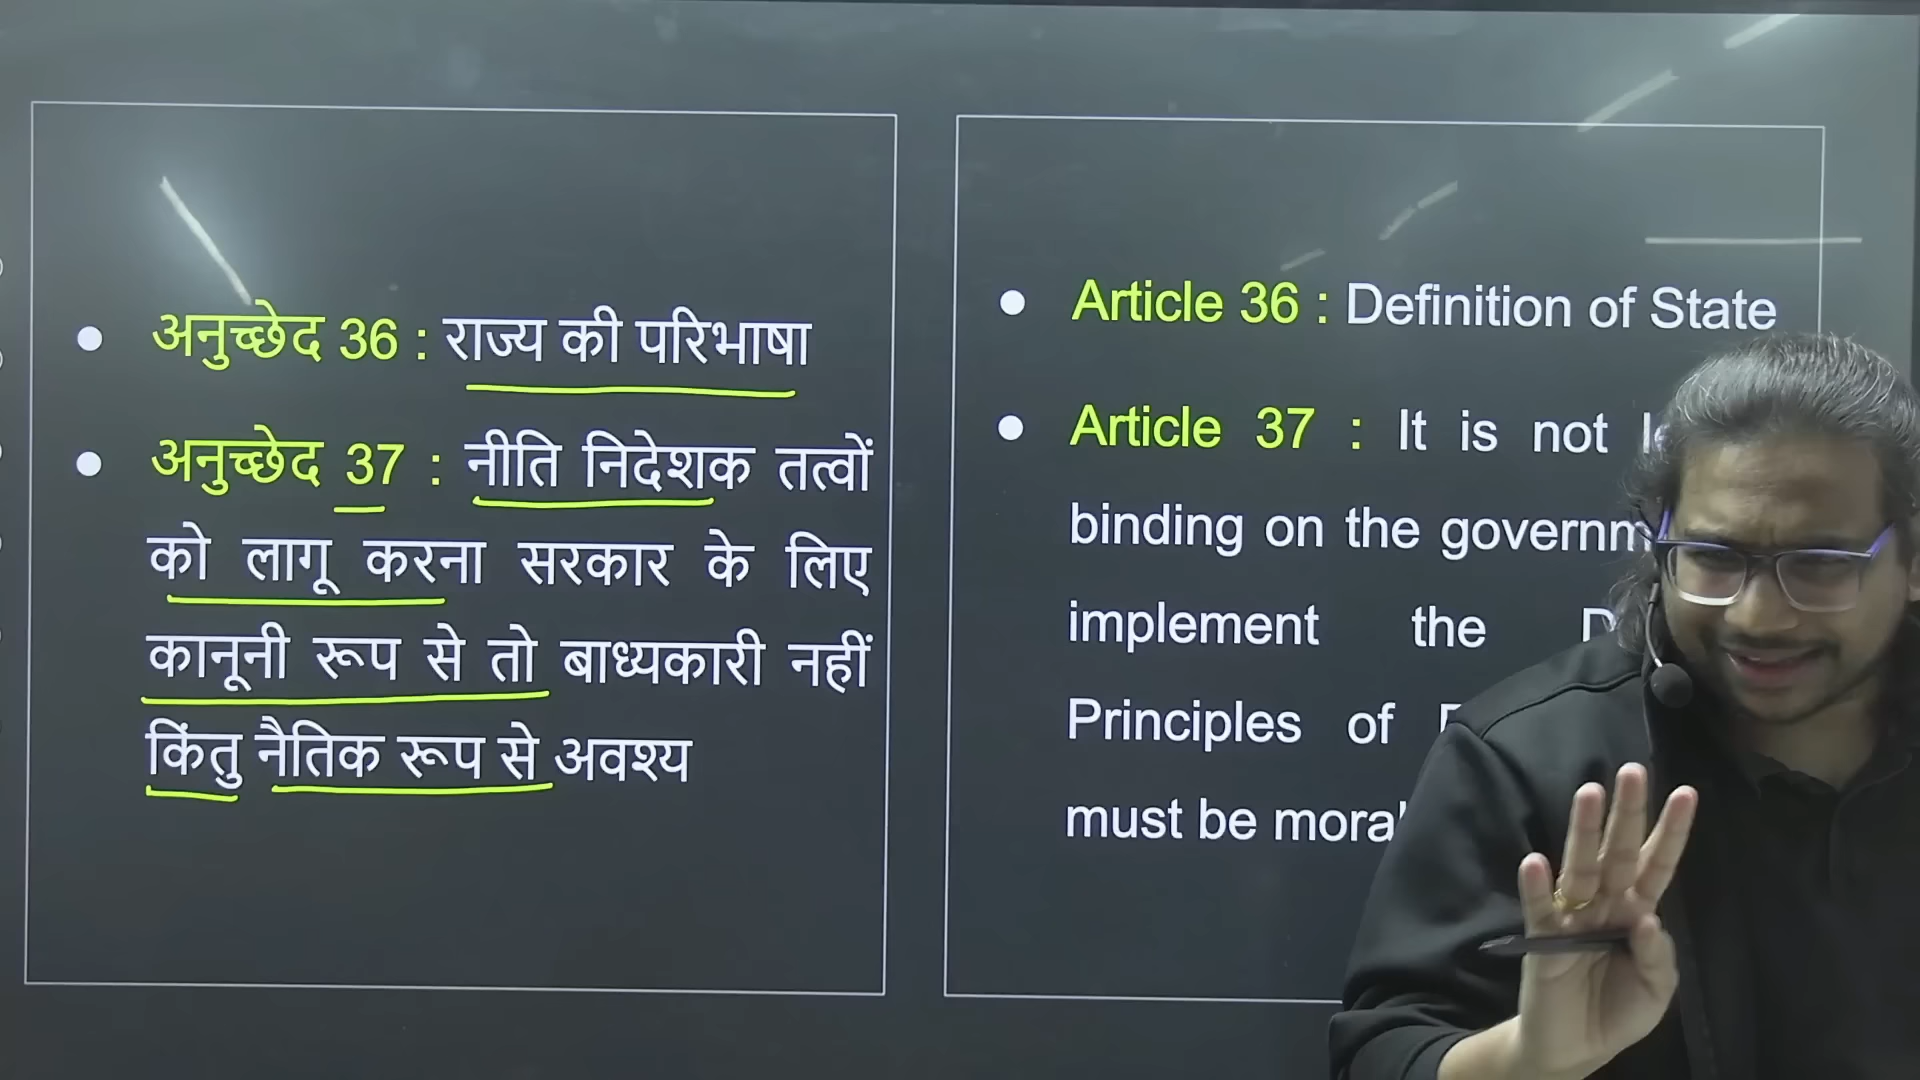 अनुच्छेद 36 : राज्य की परिभाषा
अनुच्छेद 37 : नीति निदेशक तत्वों
को लागू करना सरकार के लिए
कानूनी रूप से तो बाध्यकारी नहीं
किंतु नैतिक रूप से अवश्य
Article 36 : Definition of State
Article 37 : It is not
binding on the
implement the
Principles of
must be